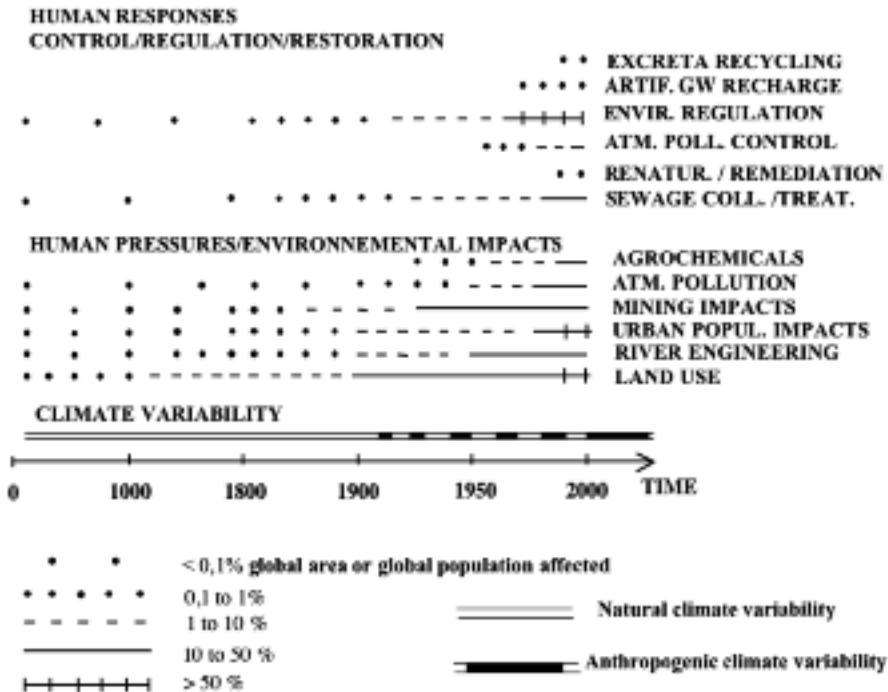 HUMAN RESPONSES
CONTROL/REGULATION/RESTORATION
EXCRETA RECYCLING
ARTIF. GW RECHARGE
ENVIR. REGULATION
ATM. POLL. CONTROL
RENATUR. / REMEDIATION
SEWAGE COLL. /TREAT.
HUMAN PRESSURES/ENVIRONNEMENTAL IMPACTS
AGROCHEMICALS
ATM. POLLUTION
MINING IMPACTS
URBAN POPUL. IMPACTS
RIVER ENGINEERING
LAND USE
CLIMATE VARIABILITY
0 1000 1800 1900 1950 2000 TIME
< 0,1% global area or global population affected
0,1 to 1%
1 to 10 %
10 to 50 %
> 50 %
Natural climate variability
Anthropogenic climate variability